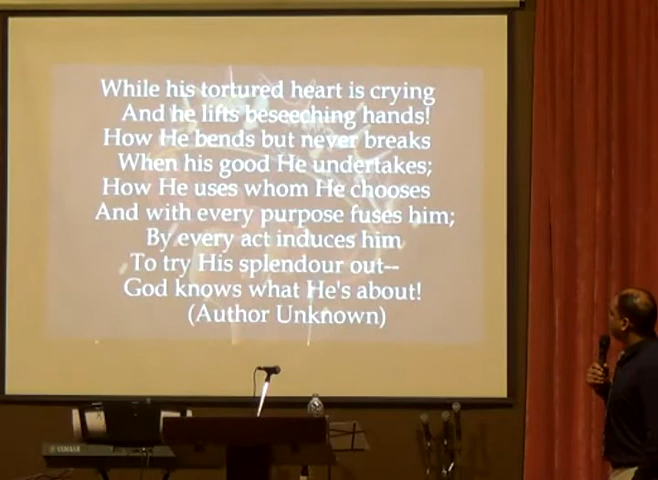 While his tortured heart is crying
And he lifts beseeching hands!
How He bends but never breaks
When his good He undertakes;
How He uses whom He chooses
And with every purpose fuses him;
By every act induces him
To try His splendour out--
God knows what He's about!
(Author Unknown)
YAMAHA